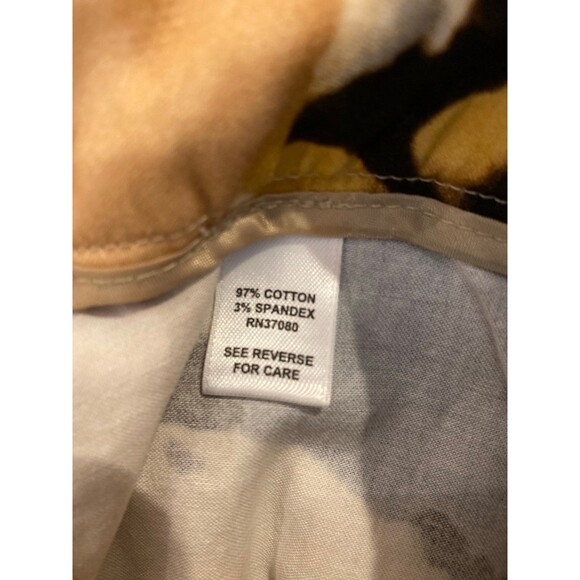 97% COTTON
3% SPANDEX
RN37080
SEE REVERSE
FOR CARE